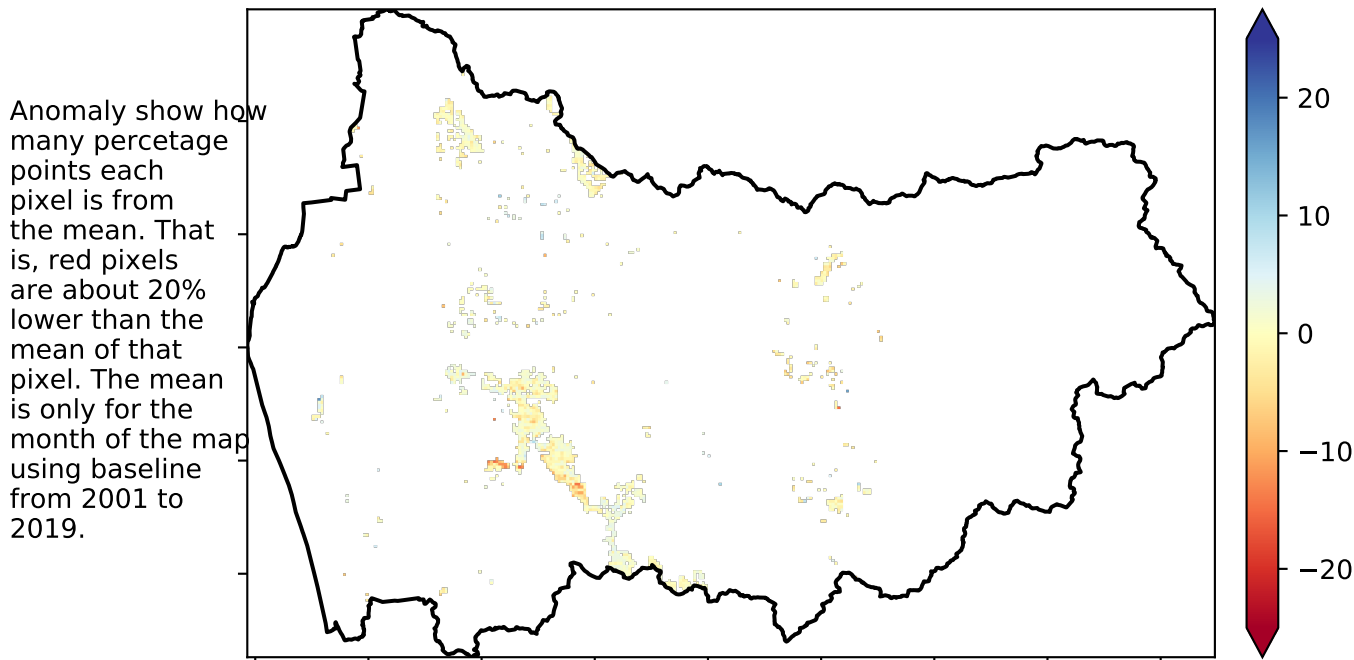 Anomaly show how
many percetage
points each
pixel is from
the mean. That
is, red pixels
are about 20%
lower than the
mean of that
pixel. The mean
is only for the
month of the map
using baseline
from 2001 to
2019.
20
10
0
−10
−20